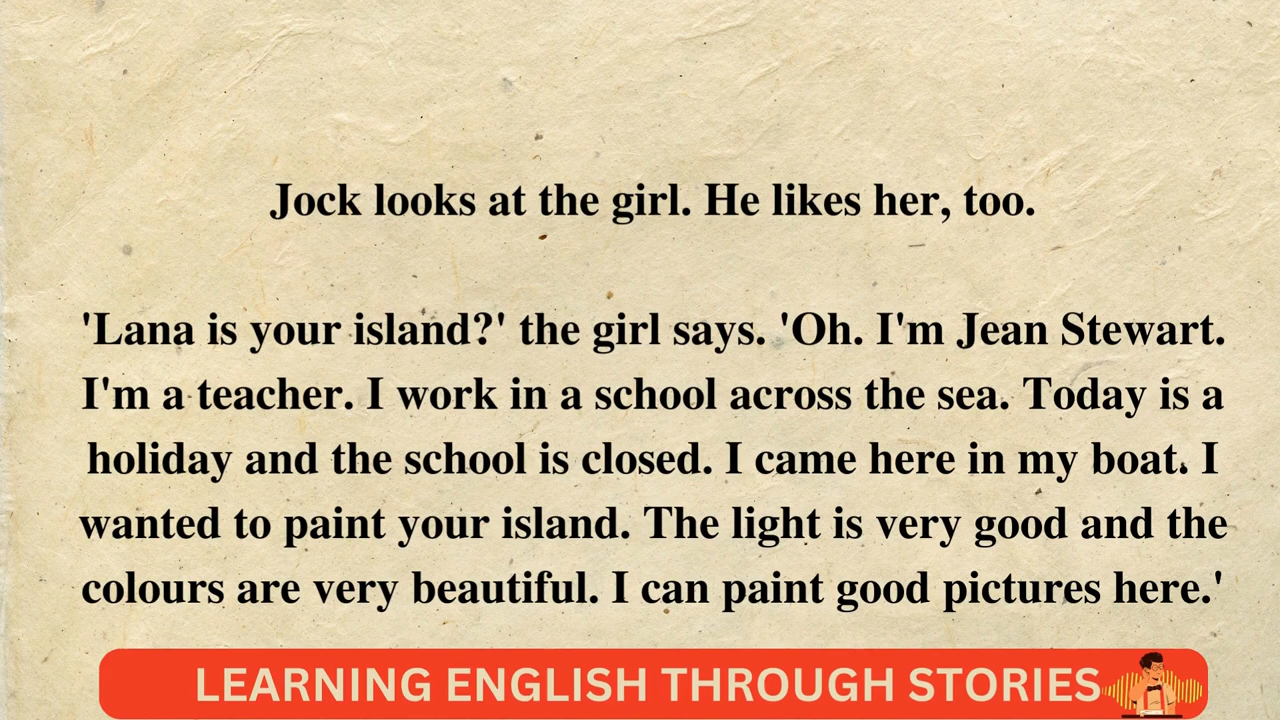 Jock looks at the girl. He likes her, too.
'Lana is your island?' the girl says. 'Oh. I'm Jean Stewart.
I'm a teacher. I work in a school across the sea. Today is a
holiday and the school is closed. I came here in my boat. I
wanted to paint your island. The light is very good and the
colours are very beautiful. I can paint good pictures here.'
LEARNING ENGLISH THROUGH STORIES